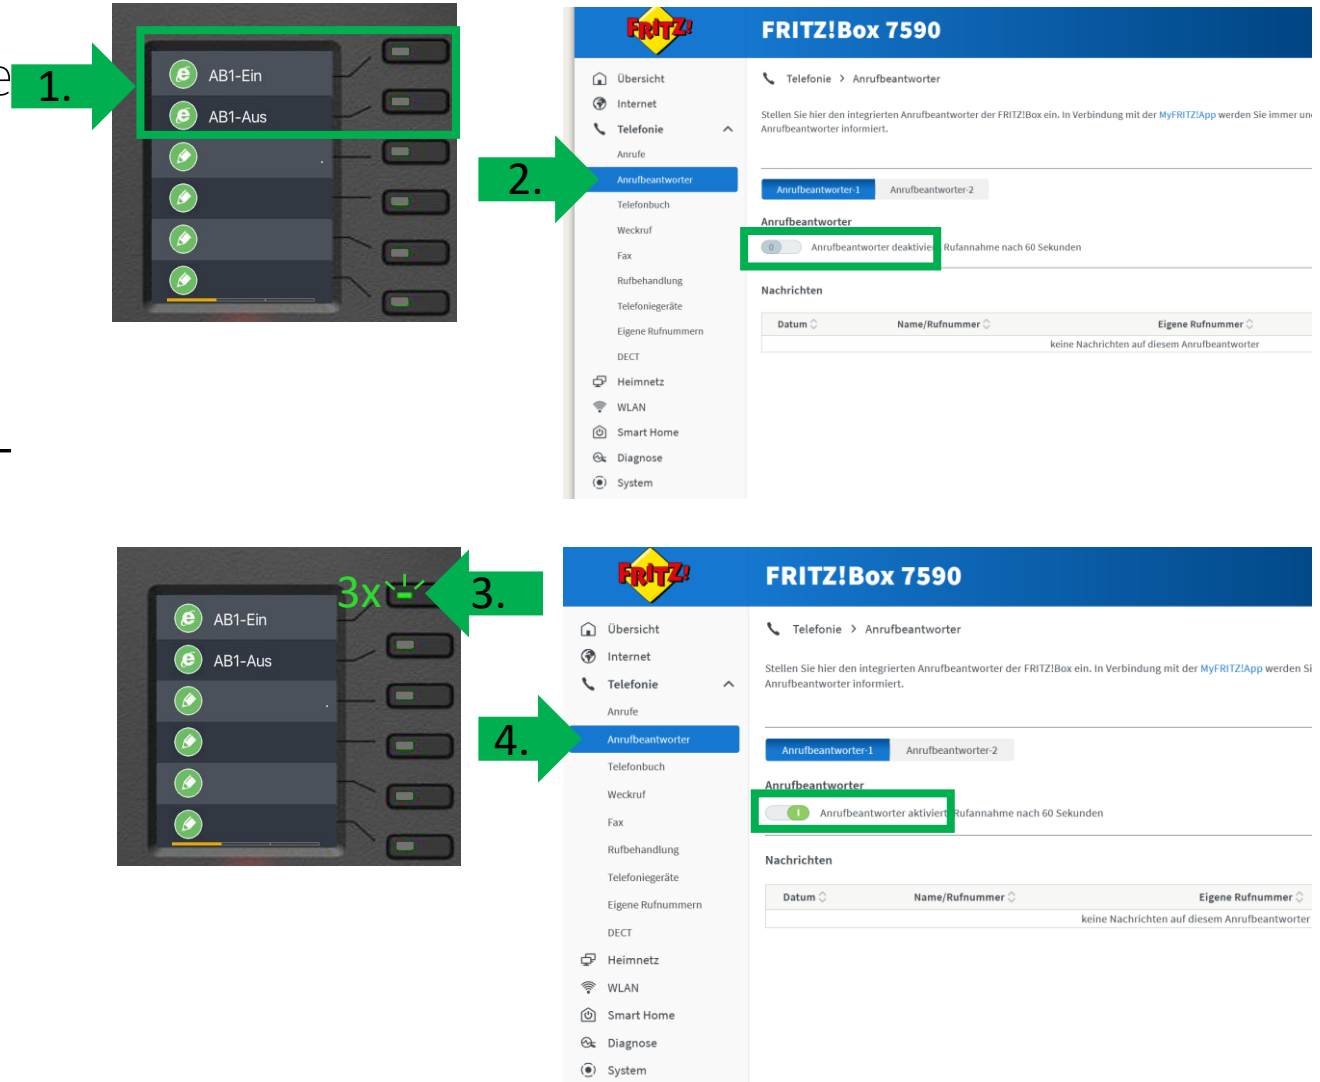 e
1.
AB1-Ein
AB1-Aus
FRITZ!
FRITZ!Box 7590
Übersicht
Internet
Telefonie
Anrufe
Anrufbeantworter
Telefonbuch
Weckruf
Fax
Rufbehandlung
Telefoniegeräte
Eigene Rufnummern
DECT
Heimnetz
WLAN
Smart Home
Diagnose
System
2.
Telefonie > Anrufbeantworter
Stellen Sie hier den integrierten Anrufbeantworter der FRITZ!Box ein. In Verbindung mit der MyFRITZ!App werden Sie immer
Anrufbeantworter informiert.
Anrufbeantworter-1 Anrufbeantworter-2
Anrufbeantworter
0 Anrufbeantworter deaktiviert Rufannahme nach 60 Sekunden
Nachrichten
Datum Name/Rufnummer Eigene Rufnummer
keine Nachrichten auf diesem Anrufbeantworter
3x
3.
AB1-Ein
AB1-Aus
FRITZ!
FRITZ!Box 7590
Übersicht
Internet
Telefonie
Anrufe
Anrufbeantworter
Telefonbuch
Weckruf
Fax
Rufbehandlung
Telefoniegeräte
Eigene Rufnummern
DECT
Heimnetz
WLAN
Smart Home
Diagnose
System
4.
Telefonie > Anrufbeantworter
Stellen Sie hier den integrierten Anrufbeantworter der FRITZ!Box ein. In Verbindung mit der MyFRITZ!App werden
Anrufbeantworter informiert.
Anrufbeantworter-1 Anrufbeantworter-2
Anrufbeantworter
I Anrufbeantworter aktiviert Rufannahme nach 60 Sekunden
Nachrichten
Datum Name/Rufnummer Eigene Rufnummer
keine Nachrichten auf diesem Anrufbeantworter